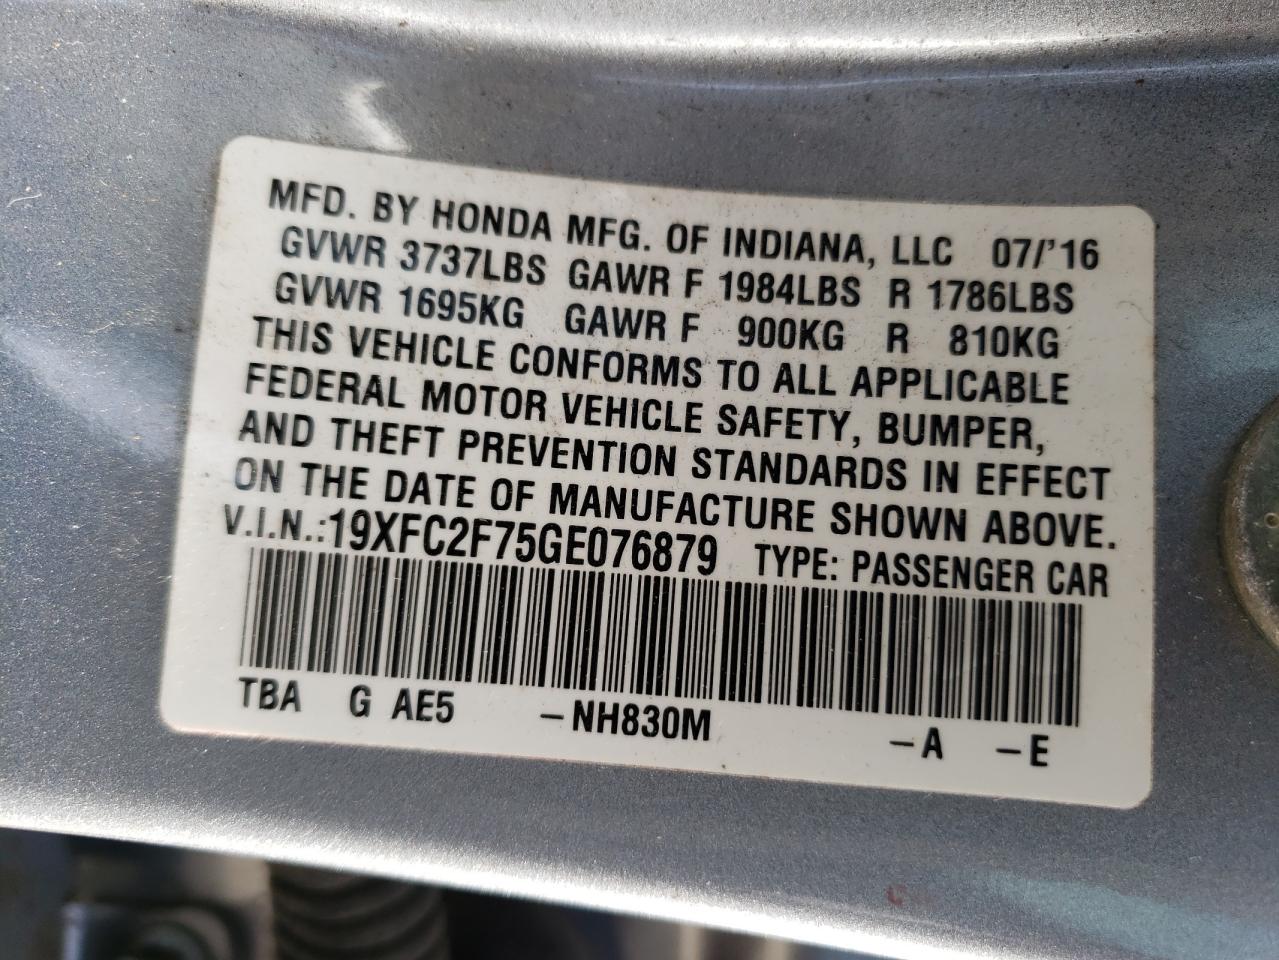 MFD. BY HONDA MFG. OF INDIANA, LLC 07/'16
GVWR 3737LBS GAWR F 1984LBS R 1786LBS
GVWR 1695KG GAWR F 900KG R 810KG
THIS VEHICLE CONFORMS TO ALL APPLICABLE
FEDERAL MOTOR VEHICLE SAFETY, BUMPER,
AND THEFT PREVENTION STANDARDS IN EFFECT
ON THE DATE OF MANUFACTURE SHOWN ABOVE.
V.I.N.:19XFC2F75GE076879 TYPE: PASSENGER CAR
TBA G AE5 –NH830M –A –E